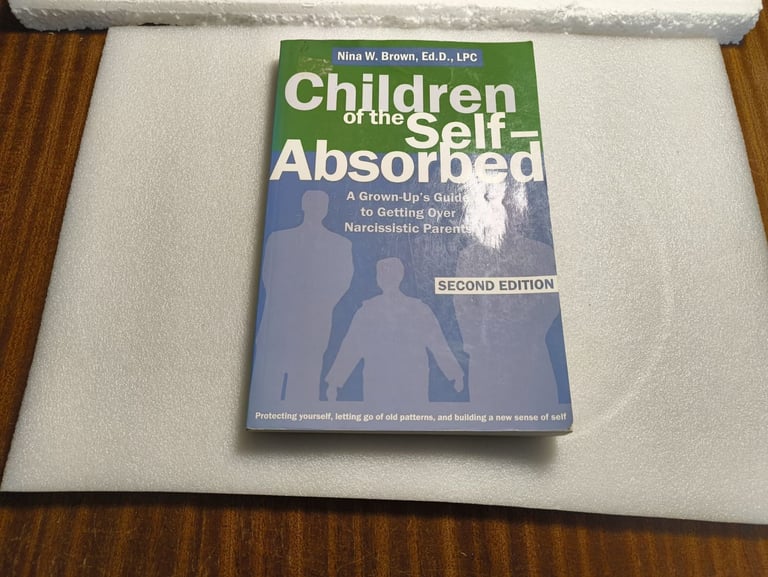 Nina W. Brown, Ed.D., LPC
Children
of the Self–
Absorbed
A Grown-Up's Guide
to Getting Over
Narcissistic Parents
SECOND EDITION
Protecting yourself, letting go of old patterns, and building a new sense of self